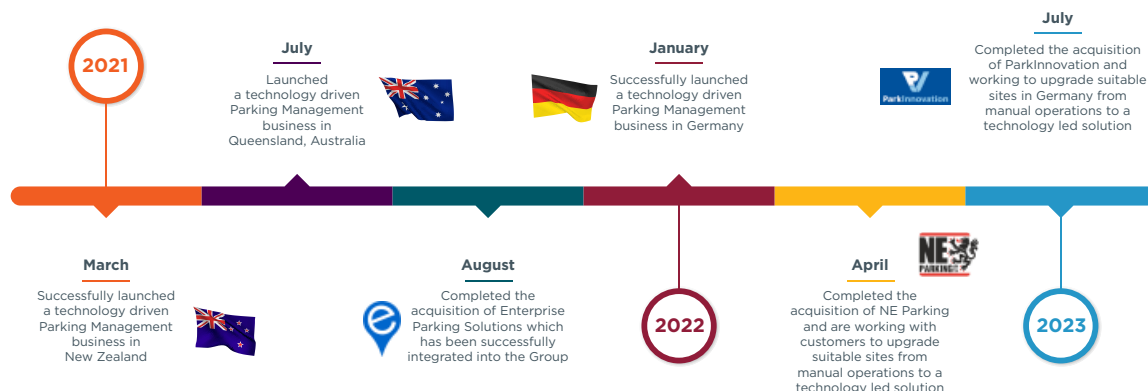 2021
March
Successfully launched
a technology driven
Parking Management
business in
New Zealand
July
Launched
a technology driven
Parking Management
business in
Queensland, Australia
August
Completed the
acquisition of Enterprise
Parking Solutions which
has been successfully
integrated into the Group
January
Successfully launched
a technology driven
Parking Management
business in Germany
2022
April
NE
PARKING
Completed the
acquisition of NE Parking
and are working with
customers to upgrade
suitable sites from
manual operations to a
technology led solution
July
ParkInnovation
Completed the acquisition
of ParkInnovation and
working to upgrade suitable
sites in Germany from
manual operations to a
technology led solution
2023